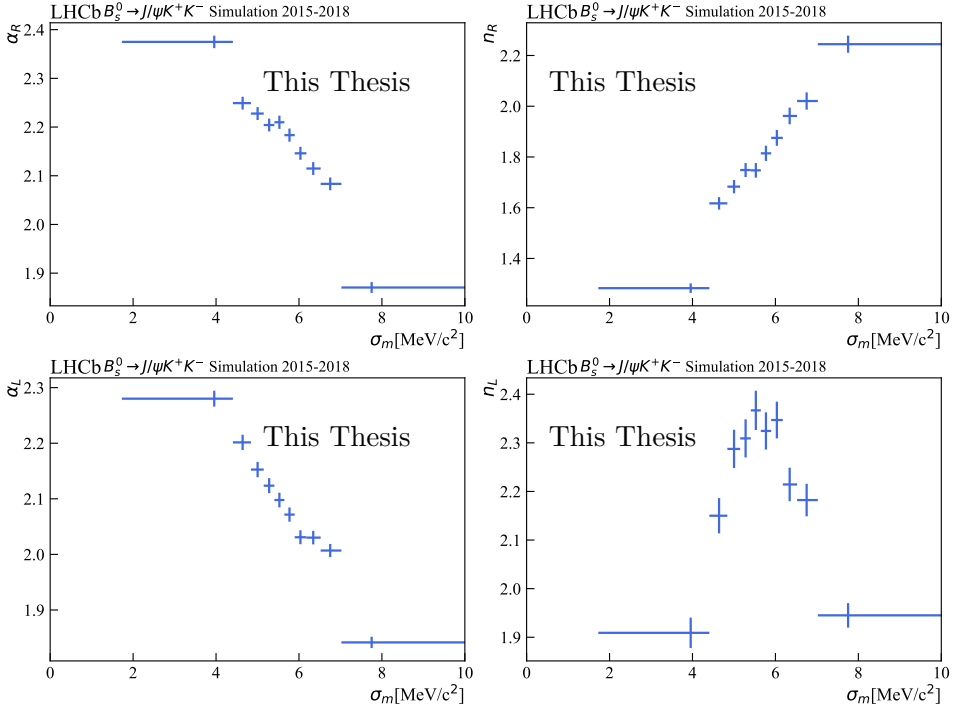 LHCb B_s^0 → J/ψK⁺K⁻ Simulation 2015-2018
α_R
2.4
2.3
2.2
2.1
2.0
1.9
This Thesis
0 2 4 6 8 10
σ_m[MeV/c²]
LHCb B_s^0 → J/ψK⁺K⁻ Simulation 2015-2018
n_R
2.2
2.0
1.8
1.6
1.4
This Thesis
0 2 4 6 8 10
σ_m[MeV/c²]
LHCb B_s^0 → J/ψK⁺K⁻ Simulation 2015-2018
α_L
2.3
2.2
2.1
2.0
1.9
This Thesis
0 2 4 6 8 10
σ_m[MeV/c²]
LHCb B_s^0 → J/ψK⁺K⁻ Simulation 2015-2018
n_L
2.4
2.3
2.2
2.1
2.0
1.9
This Thesis
0 2 4 6 8 10
σ_m[MeV/c²]